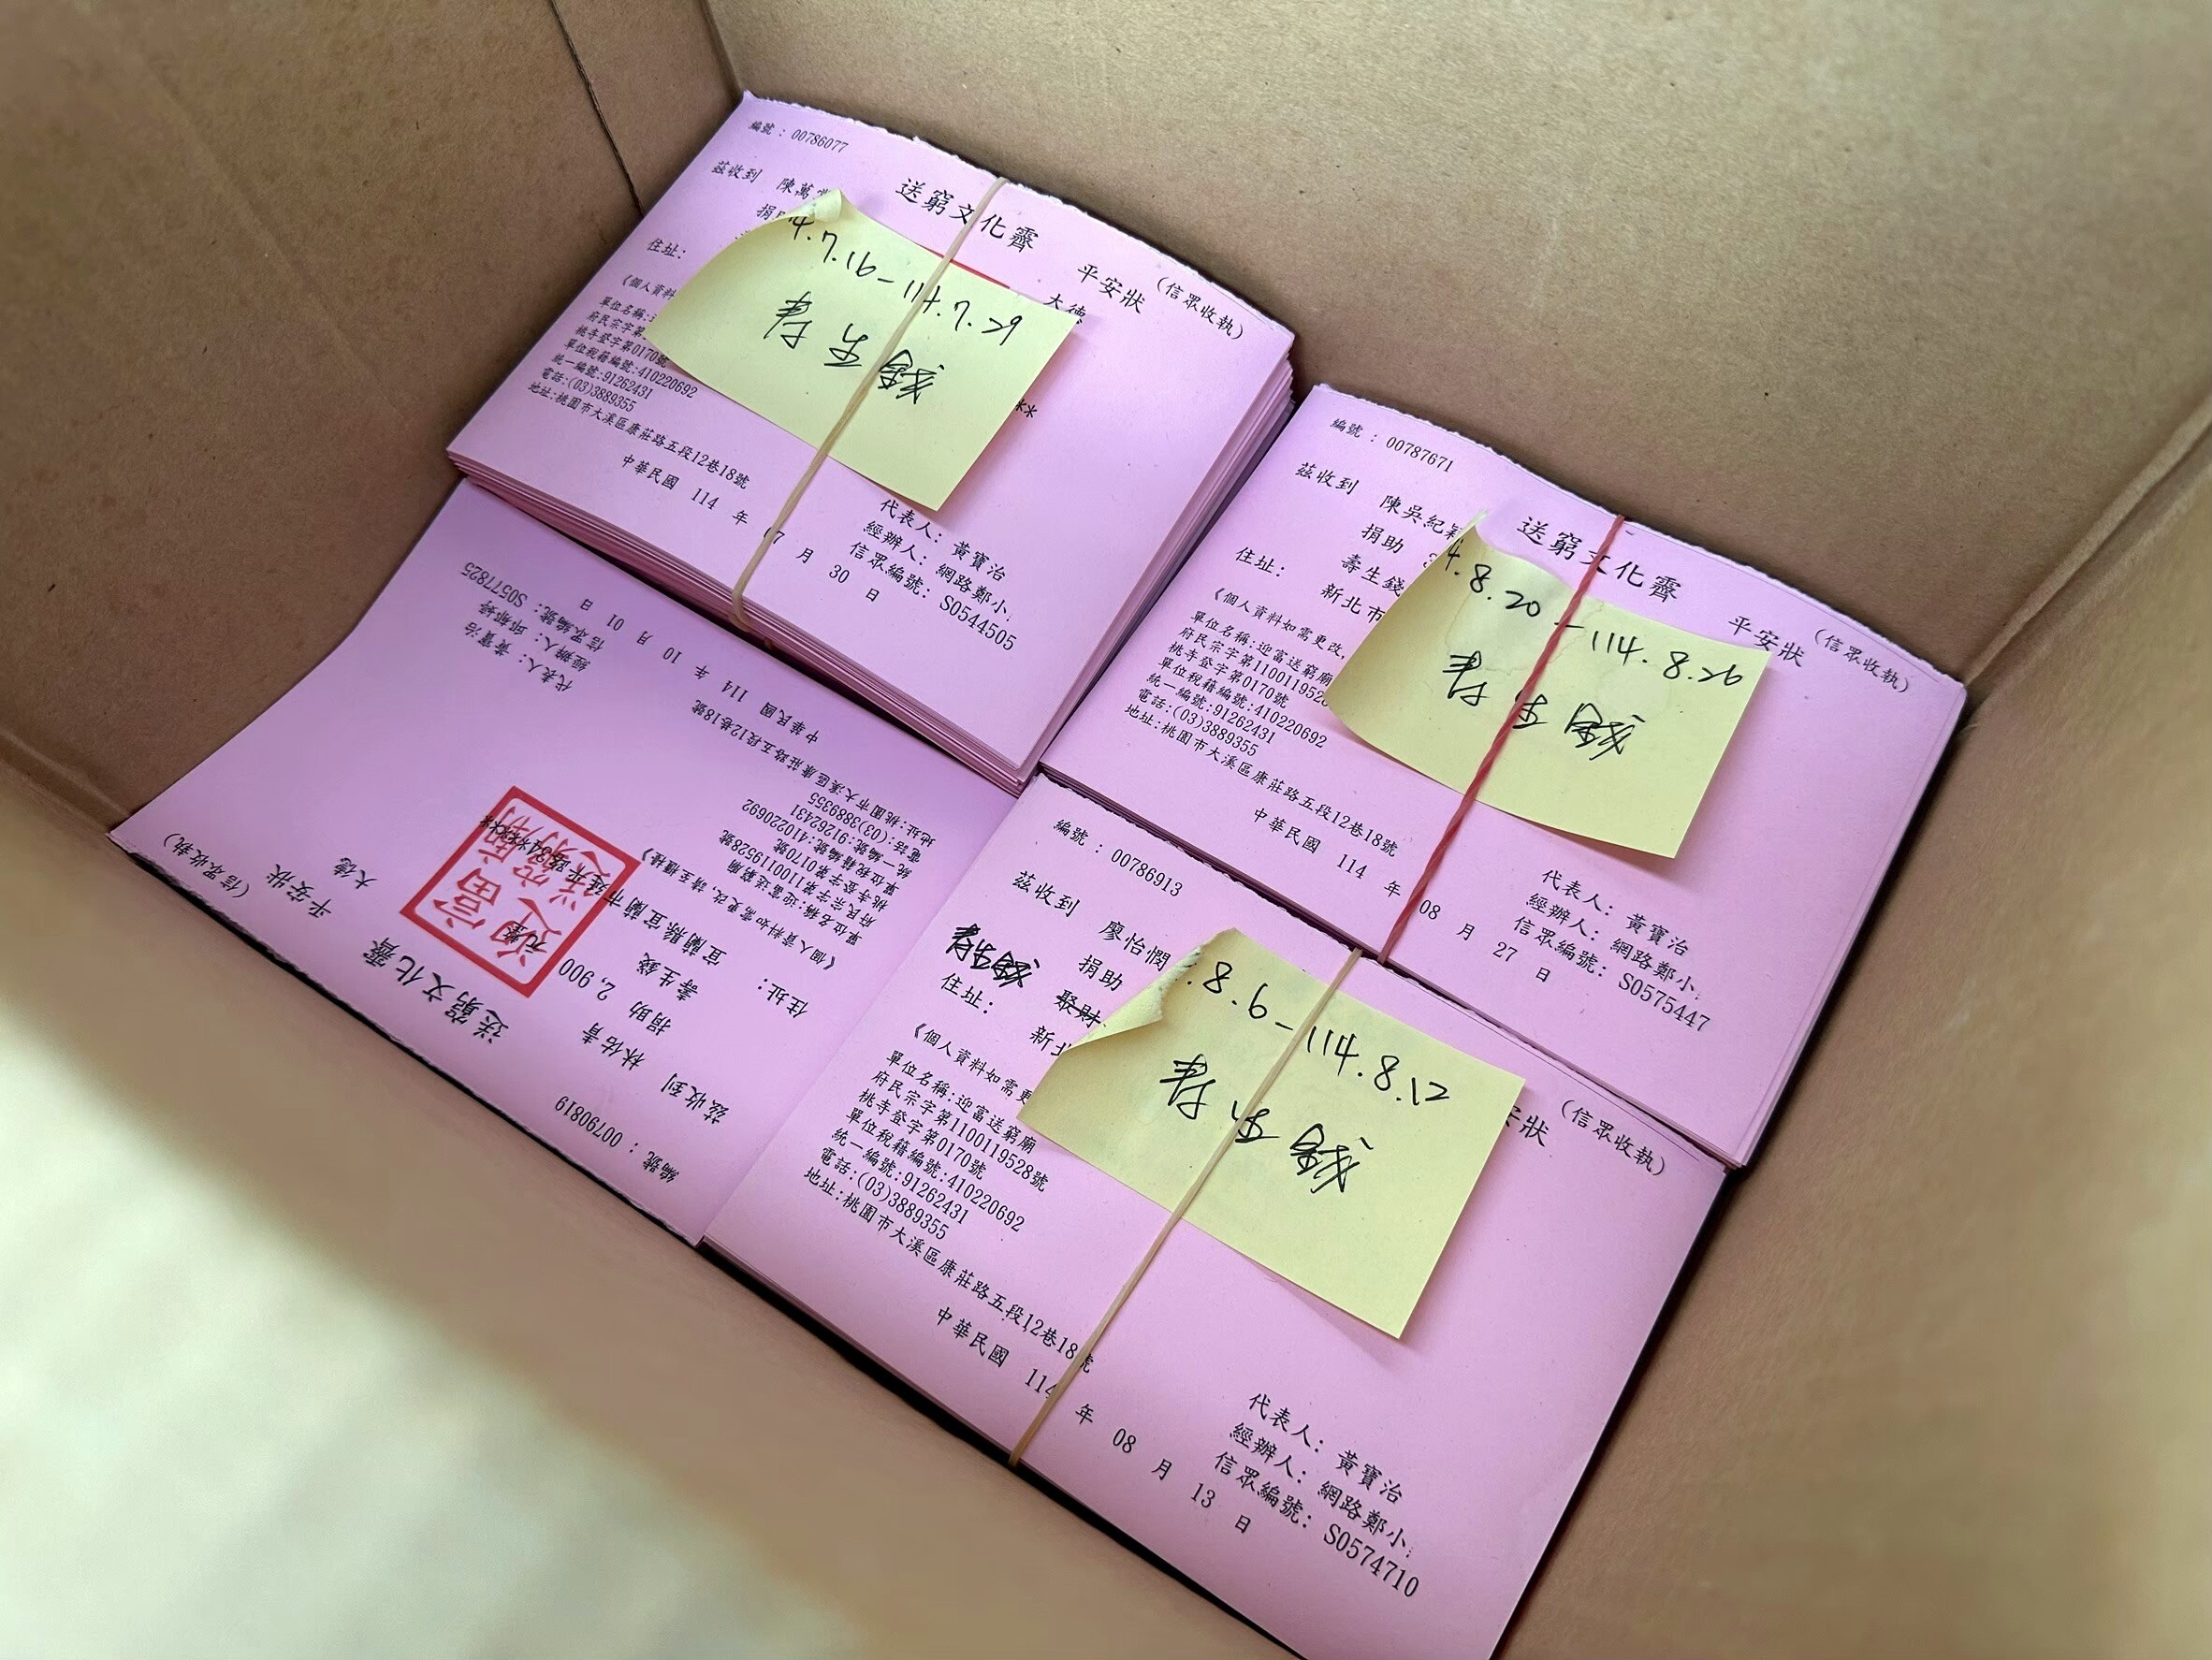 編號：00786077
送窮文化齋
平安狀
(信眾收執)
茲收到 陳萬
大德
住址：
《個人資料
單位名稱:
府民宗字第
桃寺登字第0170號
單位稅籍編號:410220692
統一編號:91262431
電話:(03)3889355
地址:桃園市大溪區康莊路五段12巷18號
中華民國 114 年 07 月 30 日
代表人：黃寶治
經辦人：網路鄭小
信眾編號：S0544505
4.7.16-114.7.29
壽生錢
**
編號：00787671
送窮文化齋
平安狀
(信眾收執)
茲收到 陳吳紀
捐助
壽生錢
住址：
新北市
《個人資料如需更改,
單位名稱:迎富送窮廟
府民宗字第110011952
桃寺登字第0170號
單位稅籍編號:410220692
統一編號:91262431
電話:(03)3889355
地址:桃園市大溪區康莊路五段12巷18號
中華民國 114 年 08 月 27 日
代表人：黃寶治
經辦人：網路鄭小
信眾編號：S0575447
4.8.20-114.8.26
壽生錢
編號：00790819
送窮文化齋
平安狀
(信眾收執)
茲收到 林佑青
大德
捐助 2,900 元整
壽生錢
住址：
宜蘭縣宜蘭市
《個人資料如需更改, 請至櫃檯》
單位名稱:迎富送窮廟
府民宗字第1100119528號
桃寺登字第0170號
單位稅籍編號:410220692
統一編號:91262431
電話:(03)3889355
地址:桃園市大溪區康莊路五段12巷18號
中華民國 114 年 10 月 01 日
代表人：黃寶治
經辦人：邱郁婷
信眾編號：S0577825
編號：00786913
安狀
(信眾收執)
茲收到 廖怡憫
捐助
壽生錢
聚財
住址：
新北
《個人資料如需更
單位名稱:迎富送窮廟
府民宗字第1100119528號
桃寺登字第0170號
單位稅籍編號:410220692
統一編號:91262431
電話:(03)3889355
地址:桃園市大溪區康莊路五段12巷18號
中華民國 114 年 08 月 13 日
代表人：黃寶治
經辦人：網路鄭小
信眾編號：S0574710
.8.6-114.8.12
壽生錢